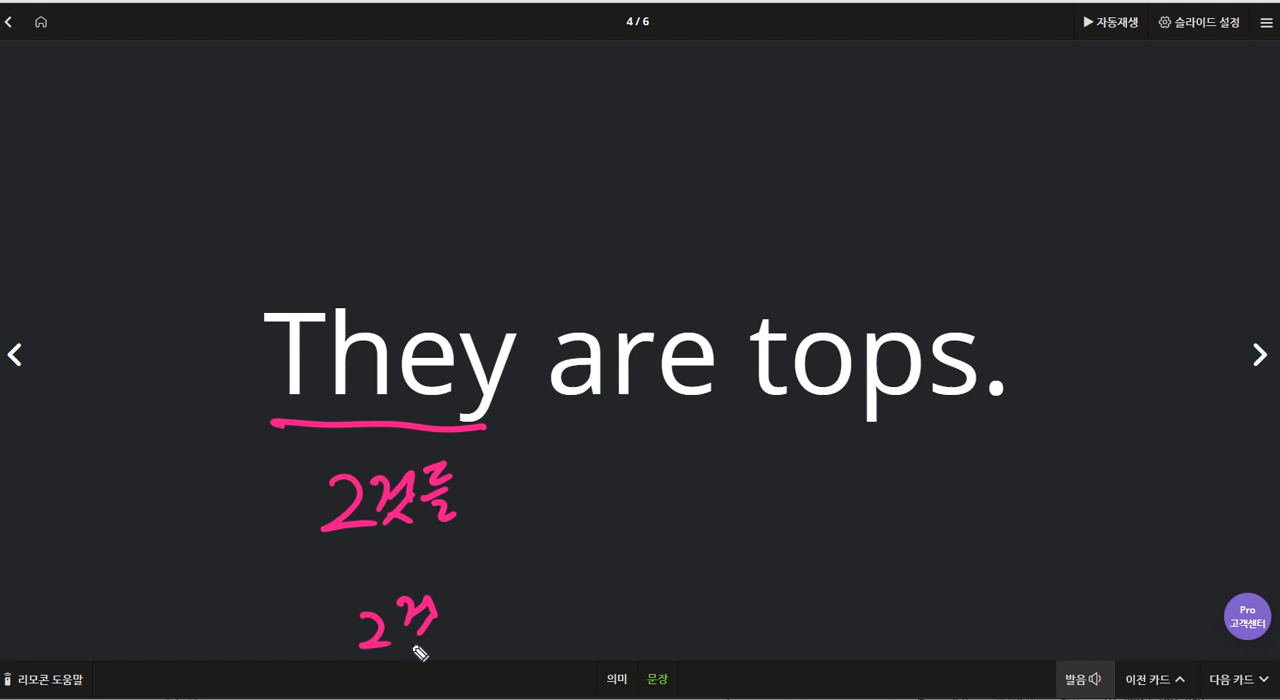 4 / 6
자동재생
슬라이드 설정
They are tops.
그것들
Pro
고객센터
리모콘 도움말
의미
문장
발음
이전 카드
다음 카드